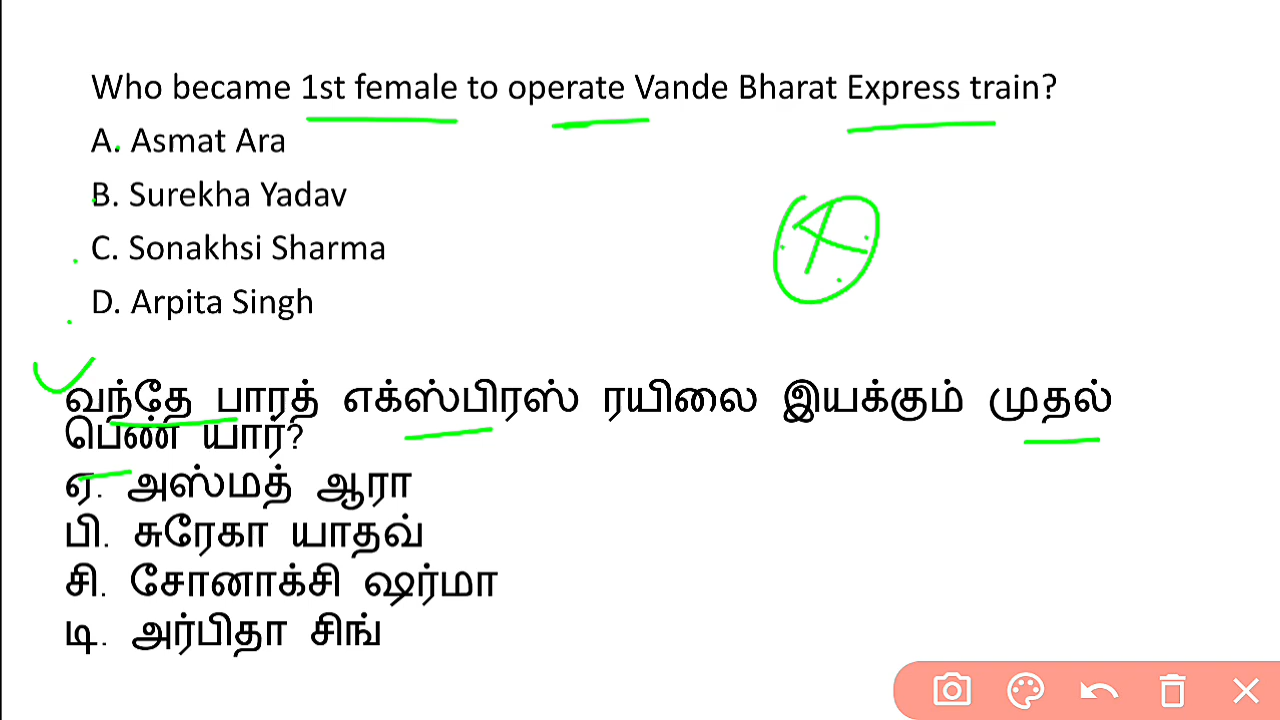 Who became 1st female to operate Vande Bharat Express train?
A. Asmat Ara
B. Surekha Yadav
C. Sonakhsi Sharma
D. Arpita Singh
வந்தே பாரத் எக்ஸ்பிரஸ் ரயிலை இயக்கும் முதல்
பெண் யார்?
ஏ. அஸ்மத் ஆரா
பி. சுரேகா யாதவ்
சி. சோனாக்சி ஷர்மா
டி. அர்பிதா சிங்